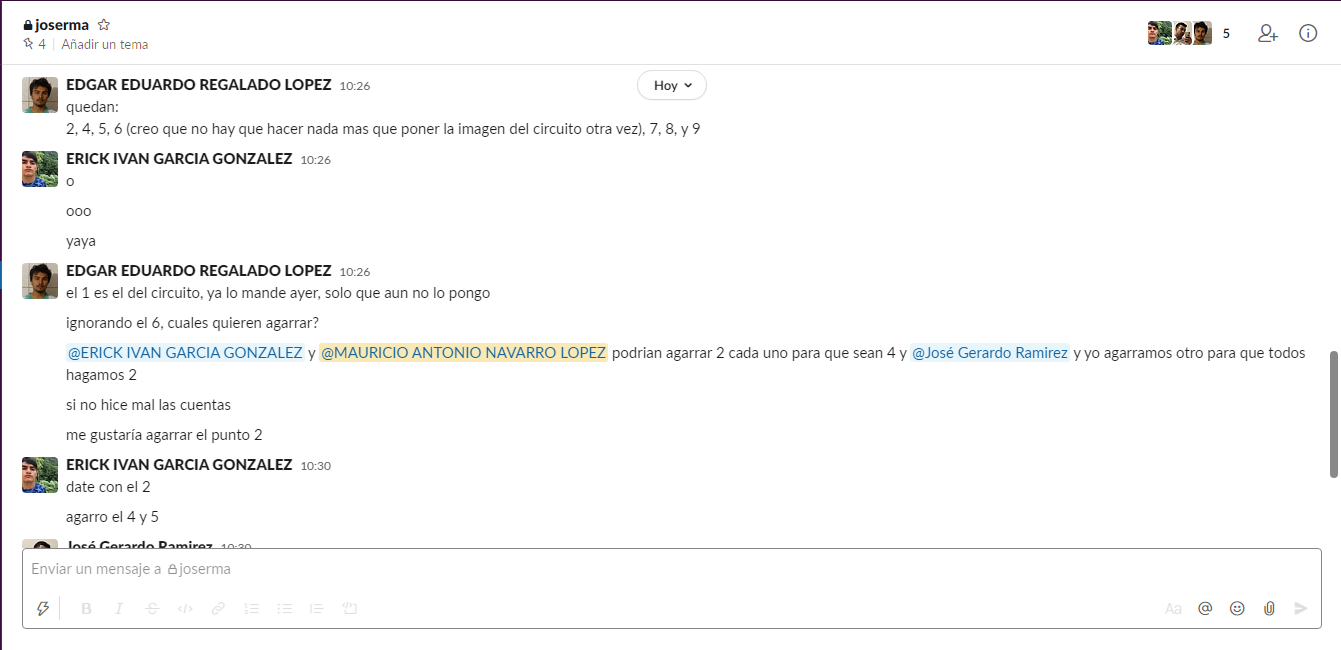 joserma
4 Añadir un tema
5
Hoy
EDGAR EDUARDO REGALADO LOPEZ 10:26
quedan:
2, 4, 5, 6 (creo que no hay que hacer nada mas que poner la imagen del circuito otra vez), 7, 8, y 9
ERICK IVAN GARCIA GONZALEZ 10:26
o
ooo
yaya
EDGAR EDUARDO REGALADO LOPEZ 10:26
el 1 es el del circuito, ya lo mande ayer, solo que aun no lo pongo
ignorando el 6, cuales quieren agarrar?
@ERICK IVAN GARCIA GONZALEZ y @MAURICIO ANTONIO NAVARRO LOPEZ podrian agarrar 2 cada uno para que sean 4 y @José Gerardo Ramirez y yo agarramos otro para que todos
hagamos 2
si no hice mal las cuentas
me gustaría agarrar el punto 2
ERICK IVAN GARCIA GONZALEZ 10:30
date con el 2
agarro el 4 y 5
José Gerardo Ramirez 10:30
Enviar un mensaje a joserma
B I S </> Aa @